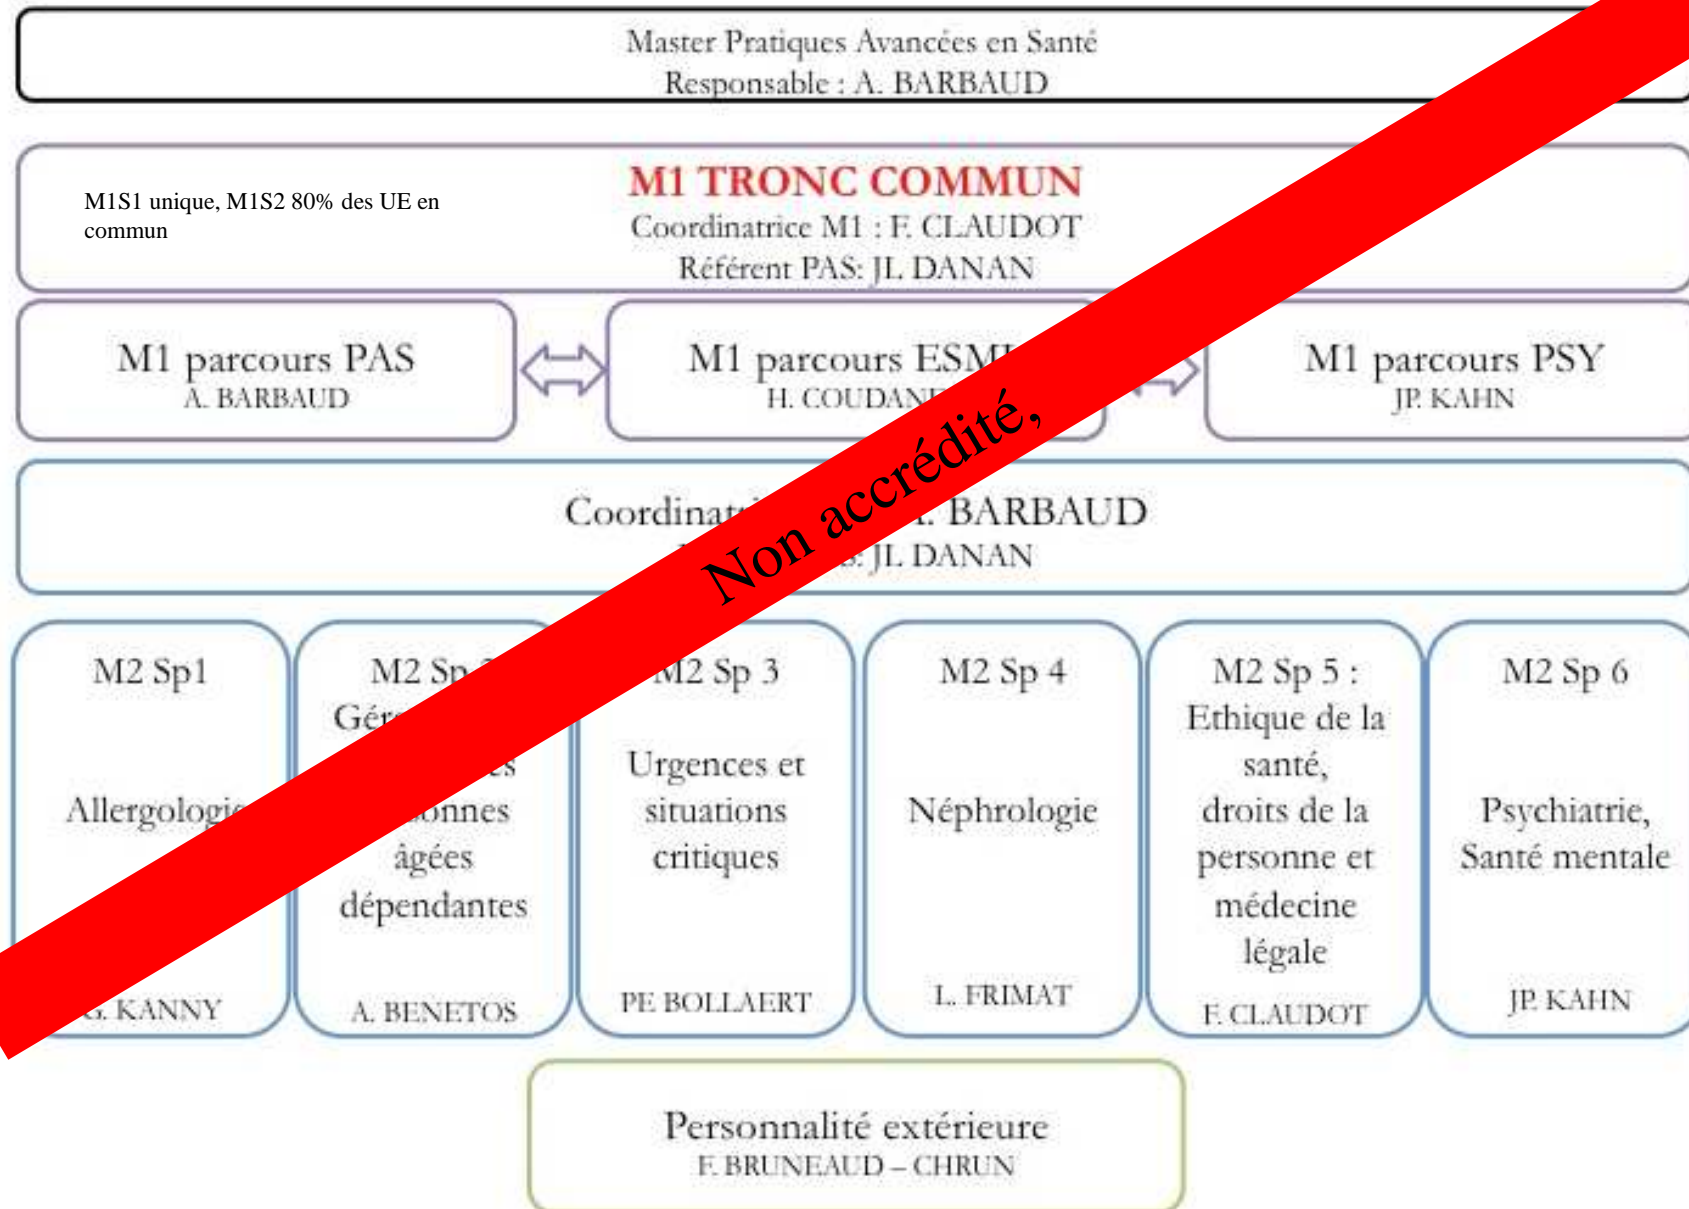 Master Pratiques Avancées en Santé
Responsable : A. BARBAUD
M1S1 unique, M1S2 80% des UE en
commun
M1 TRONC COMMUN
Coordinatrice M1 : F. CLAUDOT
Référent PAS: JL DANAN
M1 parcours PAS
A. BARBAUD
M1 parcours
H.
M1 parcours PSY
JP. KAHN
BARBAUD
JL DANAN
Non accrédité,
M2 Sp1
Allergologie
G. KANNY
M2 Sp
âgées
dépendantes
A. BENETOS
M2 Sp 3
Urgences et
situations
critiques
PE BOLLAERT
M2 Sp 4
Néphrologie
L. FRIMAT
M2 Sp 5 :
Ethique de la
santé,
droits de la
personne et
médecine
légale
F. CLAUDOT
M2 Sp 6
Psychiatrie,
Santé mentale
JP. KAHN
Personnalité extérieure
F. BRUNEAUD – CHRUN